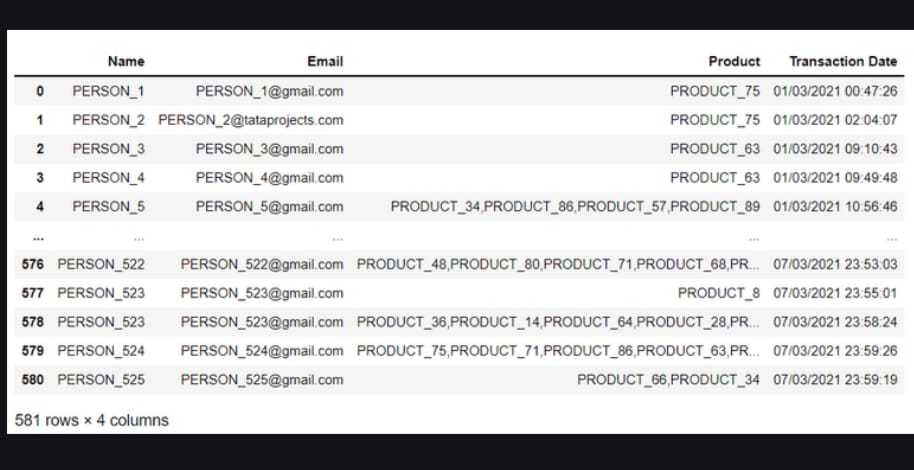 Name Email Product Transaction Date
0 PERSON_1 PERSON_1@gmail.com PRODUCT_75 01/03/2021 00:47:26
1 PERSON_2 PERSON_2@tataprojects.com PRODUCT_75 01/03/2021 02:04:07
2 PERSON_3 PERSON_3@gmail.com PRODUCT_63 01/03/2021 09:10:43
3 PERSON_4 PERSON_4@gmail.com PRODUCT_63 01/03/2021 09:49:48
4 PERSON_5 PERSON_5@gmail.com PRODUCT_34,PRODUCT_86,PRODUCT_57,PRODUCT_89 01/03/2021 10:56:46
... ... ... ... ...
576 PERSON_522 PERSON_522@gmail.com PRODUCT_48,PRODUCT_80,PRODUCT_71,PRODUCT_68,PR... 07/03/2021 23:53:03
577 PERSON_523 PERSON_523@gmail.com PRODUCT_8 07/03/2021 23:55:01
578 PERSON_523 PERSON_523@gmail.com PRODUCT_36,PRODUCT_14,PRODUCT_64,PRODUCT_28,PR... 07/03/2021 23:58:24
579 PERSON_524 PERSON_524@gmail.com PRODUCT_75,PRODUCT_71,PRODUCT_86,PRODUCT_63,PR... 07/03/2021 23:59:26
580 PERSON_525 PERSON_525@gmail.com PRODUCT_66,PRODUCT_34 07/03/2021 23:59:19
581 rows × 4 columns